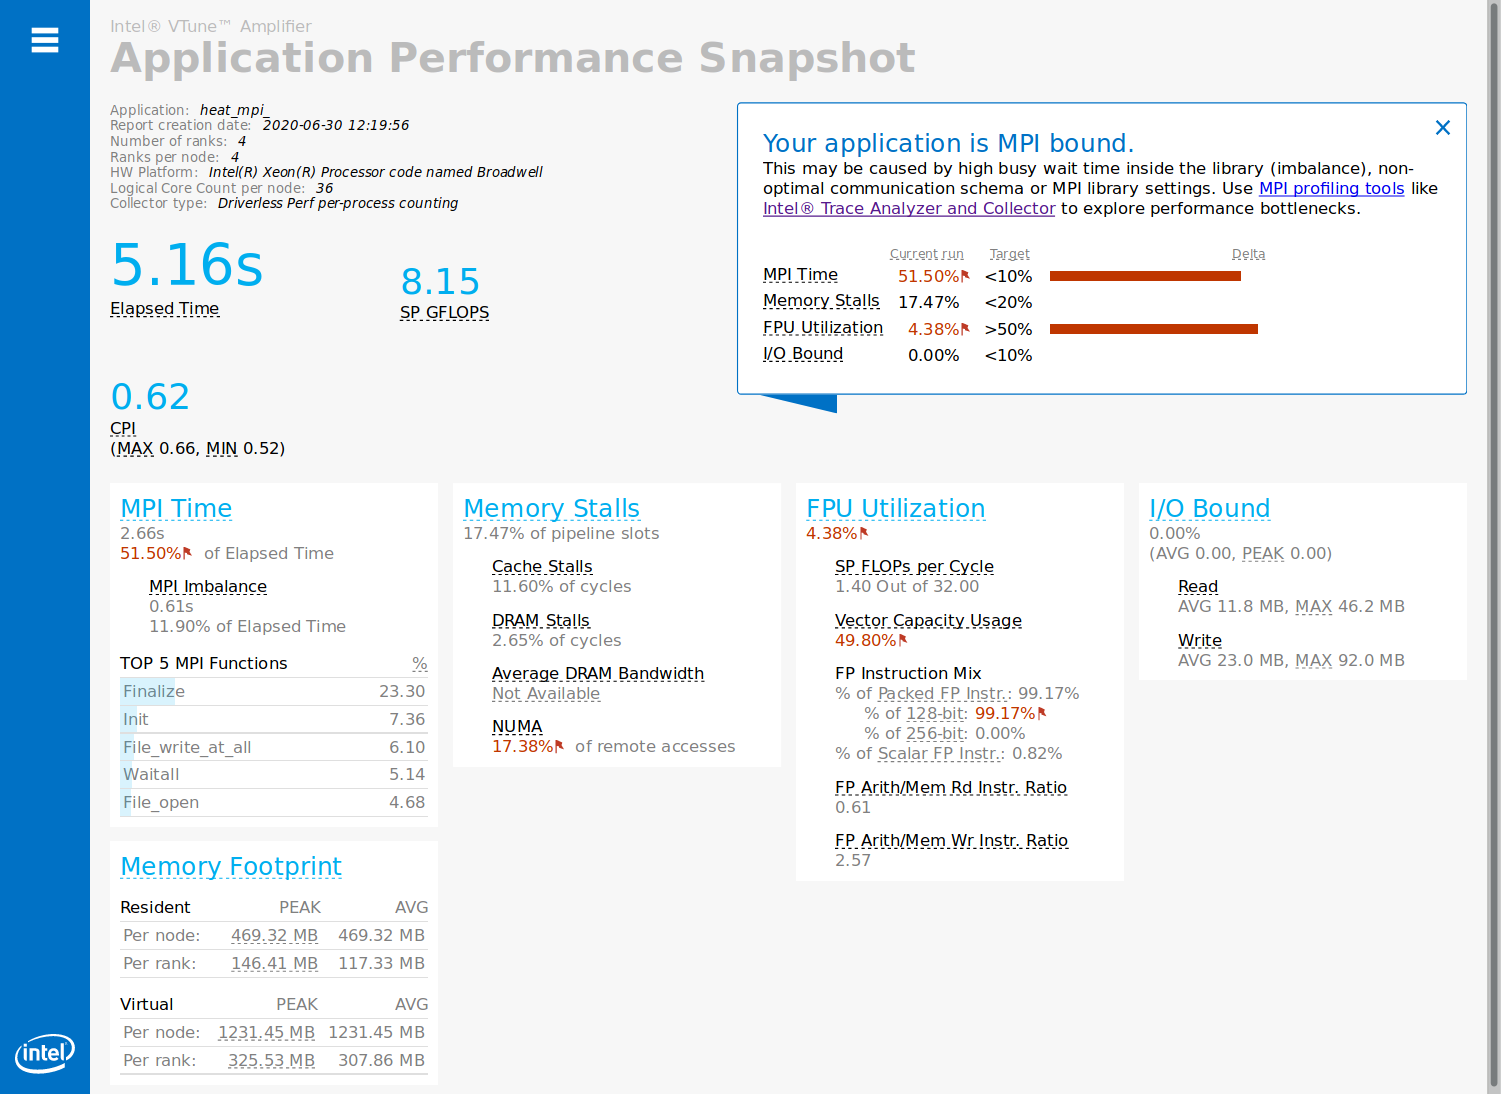 Intel® VTune™ Amplifier
Application Performance Snapshot
Application: heat_mpi_
Report creation date: 2020-06-30 12:19:56
Number of ranks: 4
Ranks per node: 4
HW Platform: Intel(R) Xeon(R) Processor code named Broadwell
Logical Core Count per node: 36
Collector type: Driverless Perf per-process counting
5.16s
Elapsed Time
8.15
SP GFLOPS
0.62
CPI
(MAX 0.66, MIN 0.52)
Your application is MPI bound.
This may be caused by high busy wait time inside the library (imbalance), non-
optimal communication schema or MPI library settings. Use MPI profiling tools like
Intel® Trace Analyzer and Collector to explore performance bottlenecks.
Current run Target Delta
MPI Time 51.50% <10%
Memory Stalls 17.47% <20%
FPU Utilization 4.38% >50%
I/O Bound 0.00% <10%
MPI Time
2.66s
51.50% of Elapsed Time
MPI Imbalance
0.61s
11.90% of Elapsed Time
TOP 5 MPI Functions %
Finalize 23.30
Init 7.36
File_write_at_all 6.10
Waitall 5.14
File_open 4.68
Memory Footprint
Resident PEAK AVG
Per node: 469.32 MB 469.32 MB
Per rank: 146.41 MB 117.33 MB
Virtual PEAK AVG
Per node: 1231.45 MB 1231.45 MB
Per rank: 325.53 MB 307.86 MB
Memory Stalls
17.47% of pipeline slots
Cache Stalls
11.60% of cycles
DRAM Stalls
2.65% of cycles
Average DRAM Bandwidth
Not Available
NUMA
17.38% of remote accesses
FPU Utilization
4.38%
SP FLOPs per Cycle
1.40 Out of 32.00
Vector Capacity Usage
49.80%
FP Instruction Mix
% of Packed FP Instr.: 99.17%
% of 128-bit: 99.17%
% of 256-bit: 0.00%
% of Scalar FP Instr.: 0.82%
FP Arith/Mem Rd Instr. Ratio
0.61
FP Arith/Mem Wr Instr. Ratio
2.57
I/O Bound
0.00%
(AVG 0.00, PEAK 0.00)
Read
AVG 11.8 MB, MAX 46.2 MB
Write
AVG 23.0 MB, MAX 92.0 MB
intel